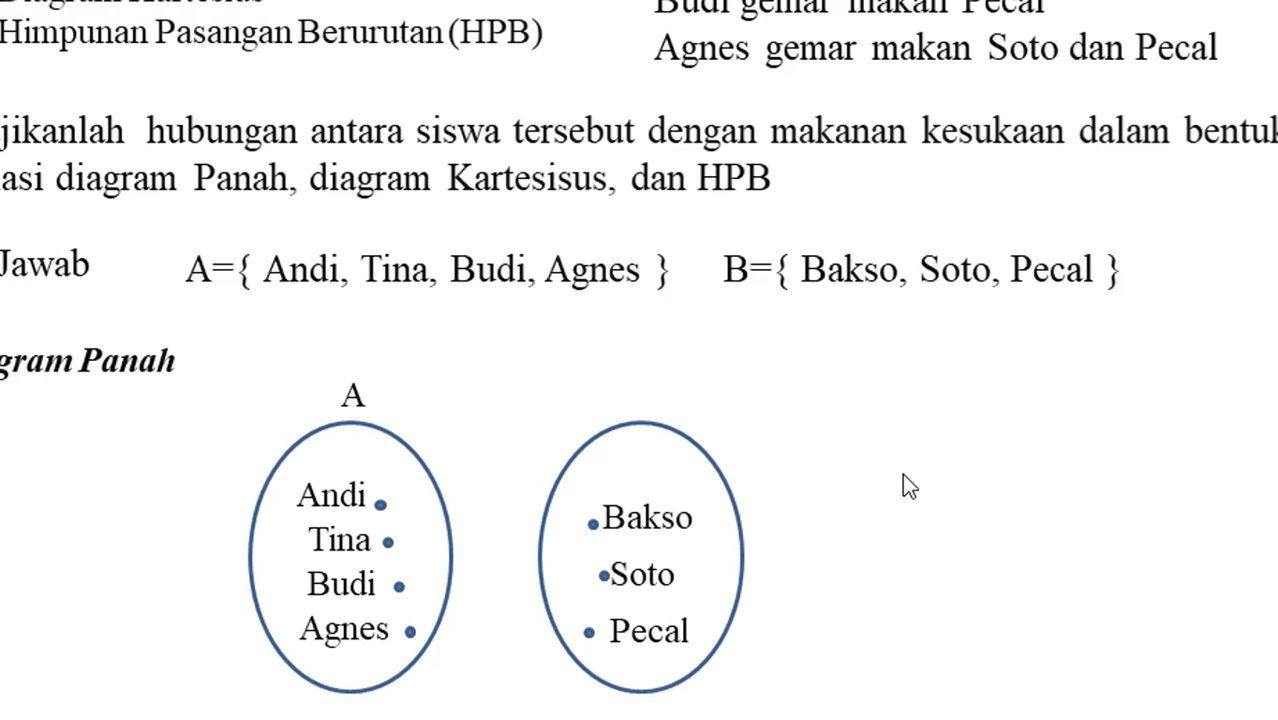 Himpunan Pasangan Berurutan (HPB)
Budi gemar makan Pecal
Agnes gemar makan Soto dan Pecal
jikanlah hubungan antara siswa tersebut dengan makanan kesukaan dalam bentuk
asi diagram Panah, diagram Kartesisus, dan HPB
Jawab A={ Andi, Tina, Budi, Agnes } B={ Bakso, Soto, Pecal }
gram Panah
A
Andi
Tina
Budi
Agnes
Bakso
Soto
Pecal